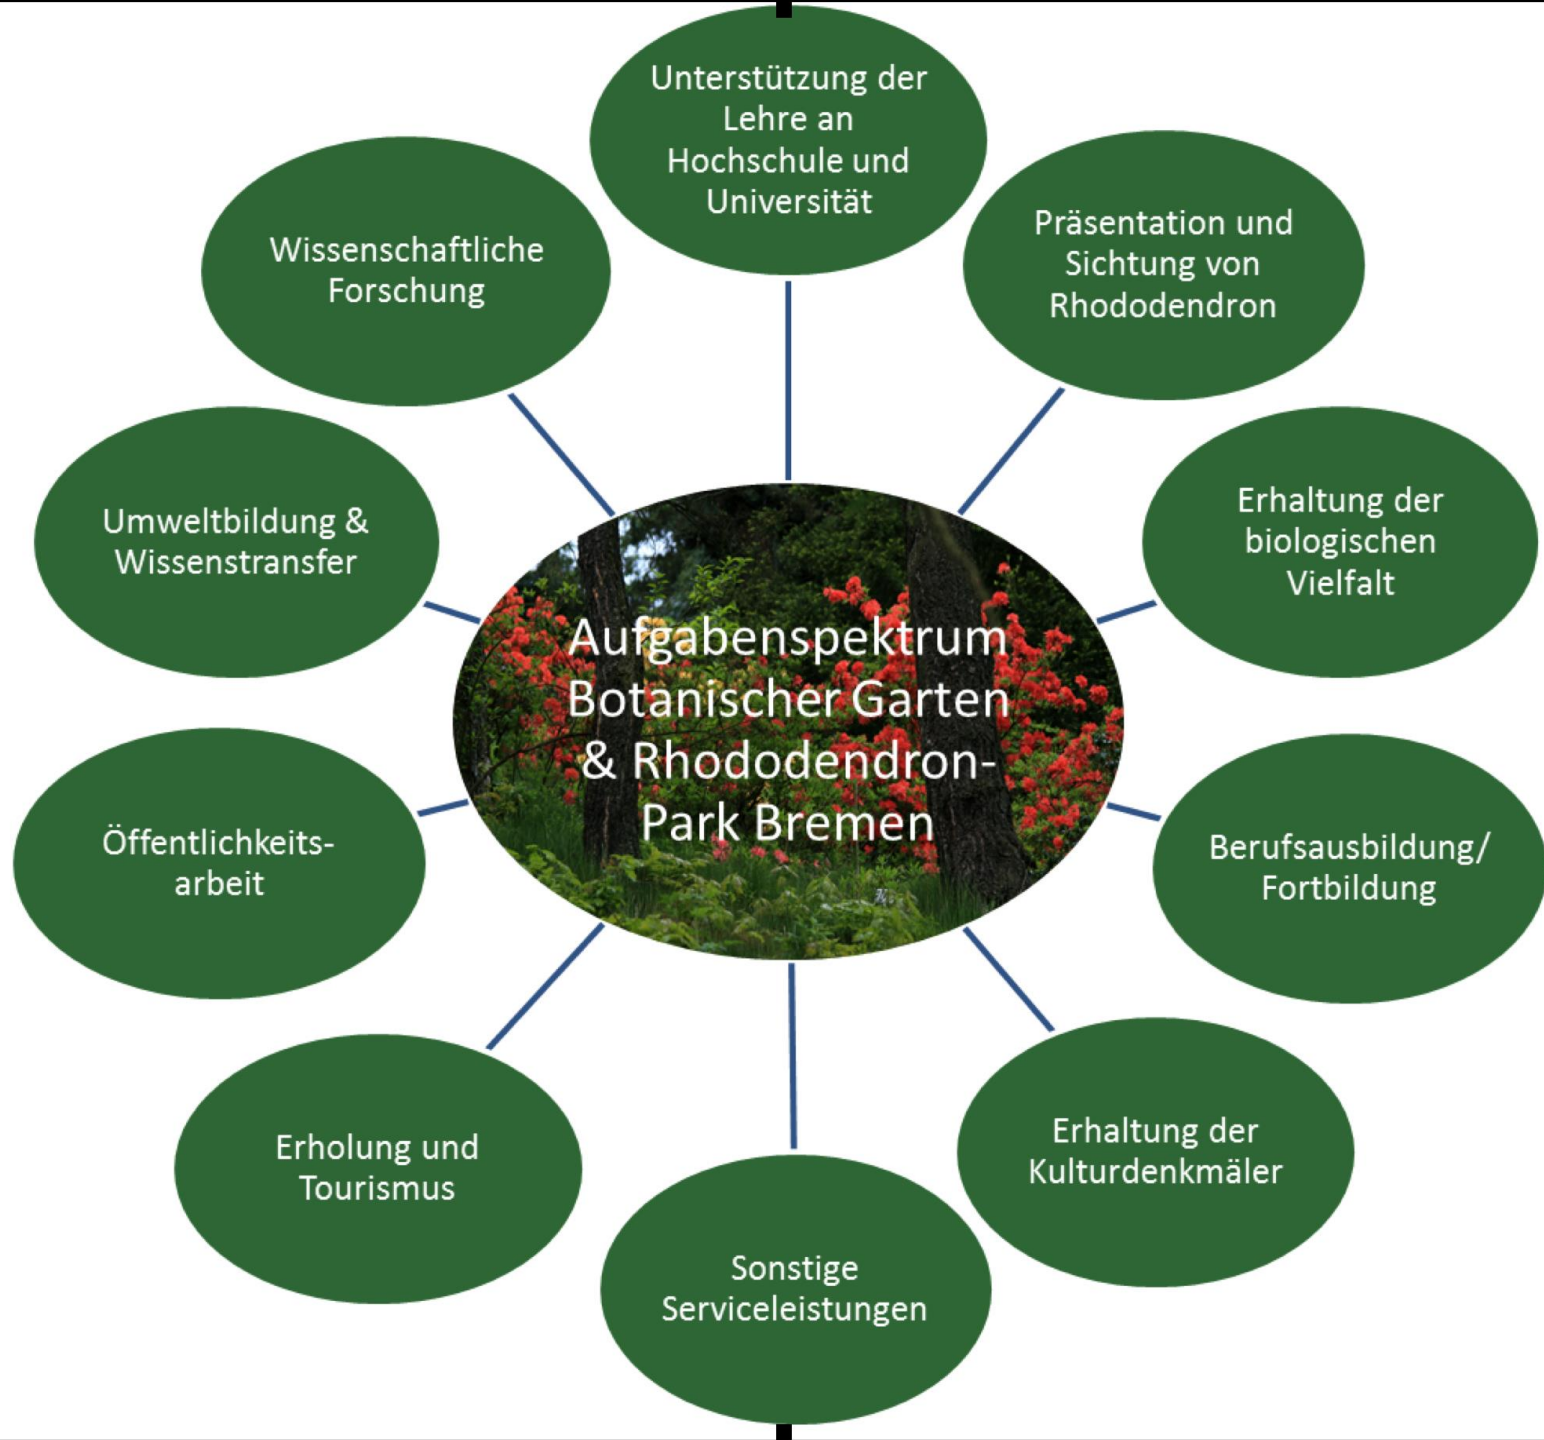 Unterstützung der
Lehre an
Hochschule und
Universität
Präsentation und
Sichtung von
Rhododendron
Erhaltung der
biologischen
Vielfalt
Berufsausbildung/
Fortbildung
Erhaltung der
Kulturdenkmäler
Sonstige
Serviceleistungen
Erholung und
Tourismus
Öffentlichkeits-
arbeit
Umweltbildung &
Wissenstransfer
Wissenschaftliche
Forschung
Aufgabenspektrum
Botanischer Garten
& Rhododendron-
Park Bremen